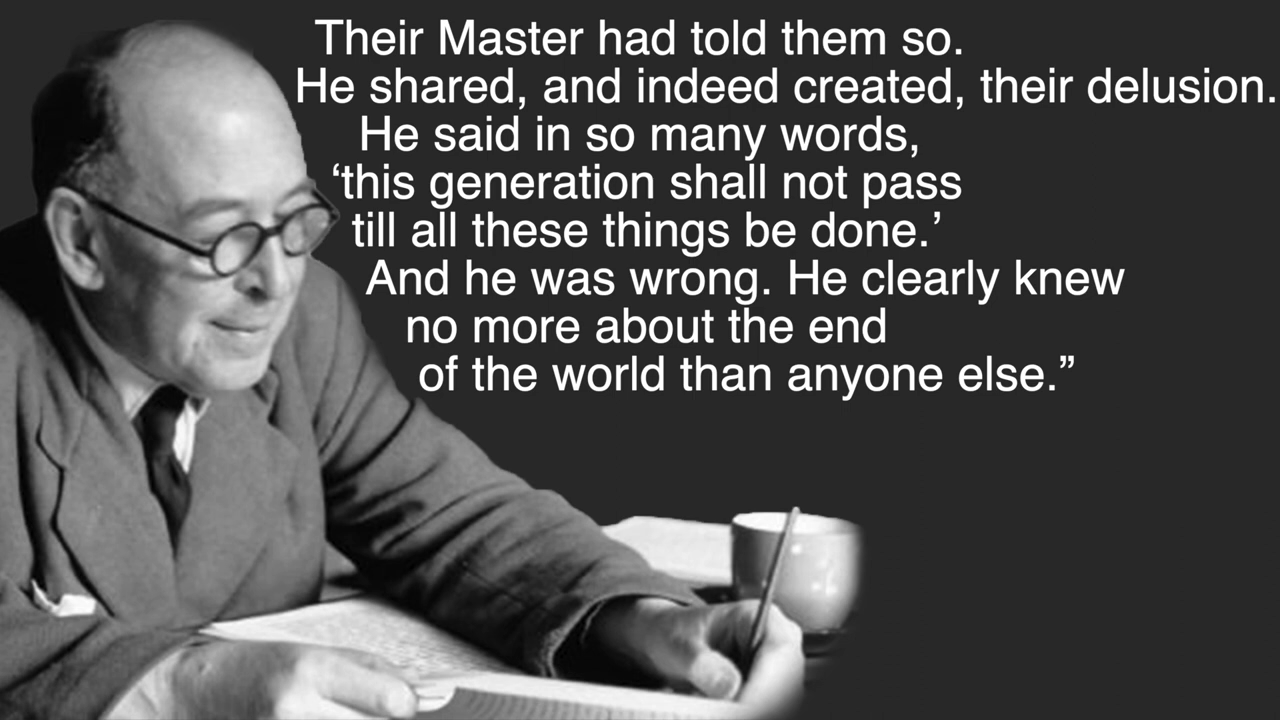 Their Master had told them so.
He shared, and indeed created, their delusion.
He said in so many words,
‘this generation shall not pass
till all these things be done.’
And he was wrong. He clearly knew
no more about the end
of the world than anyone else.”